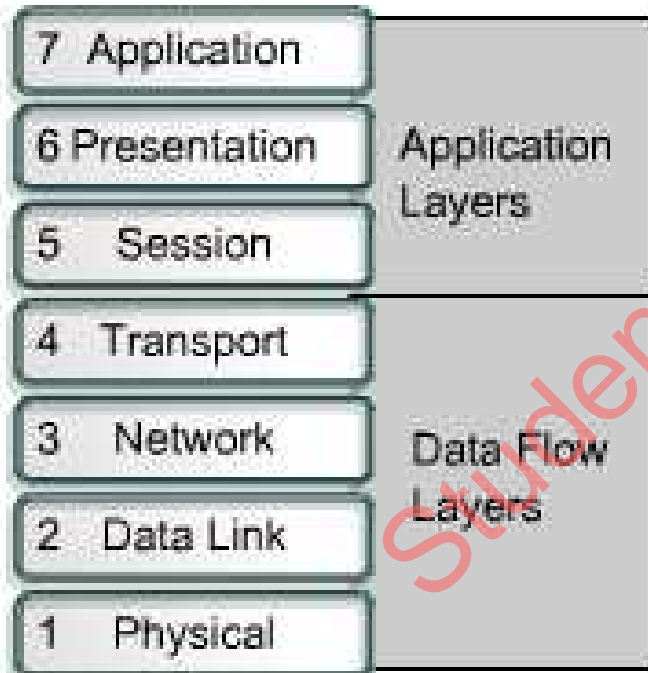 7 Application
6 Presentation
5 Session
4 Transport
3 Network
2 Data Link
1 Physical
Application
Layers
Data Flow
Layers